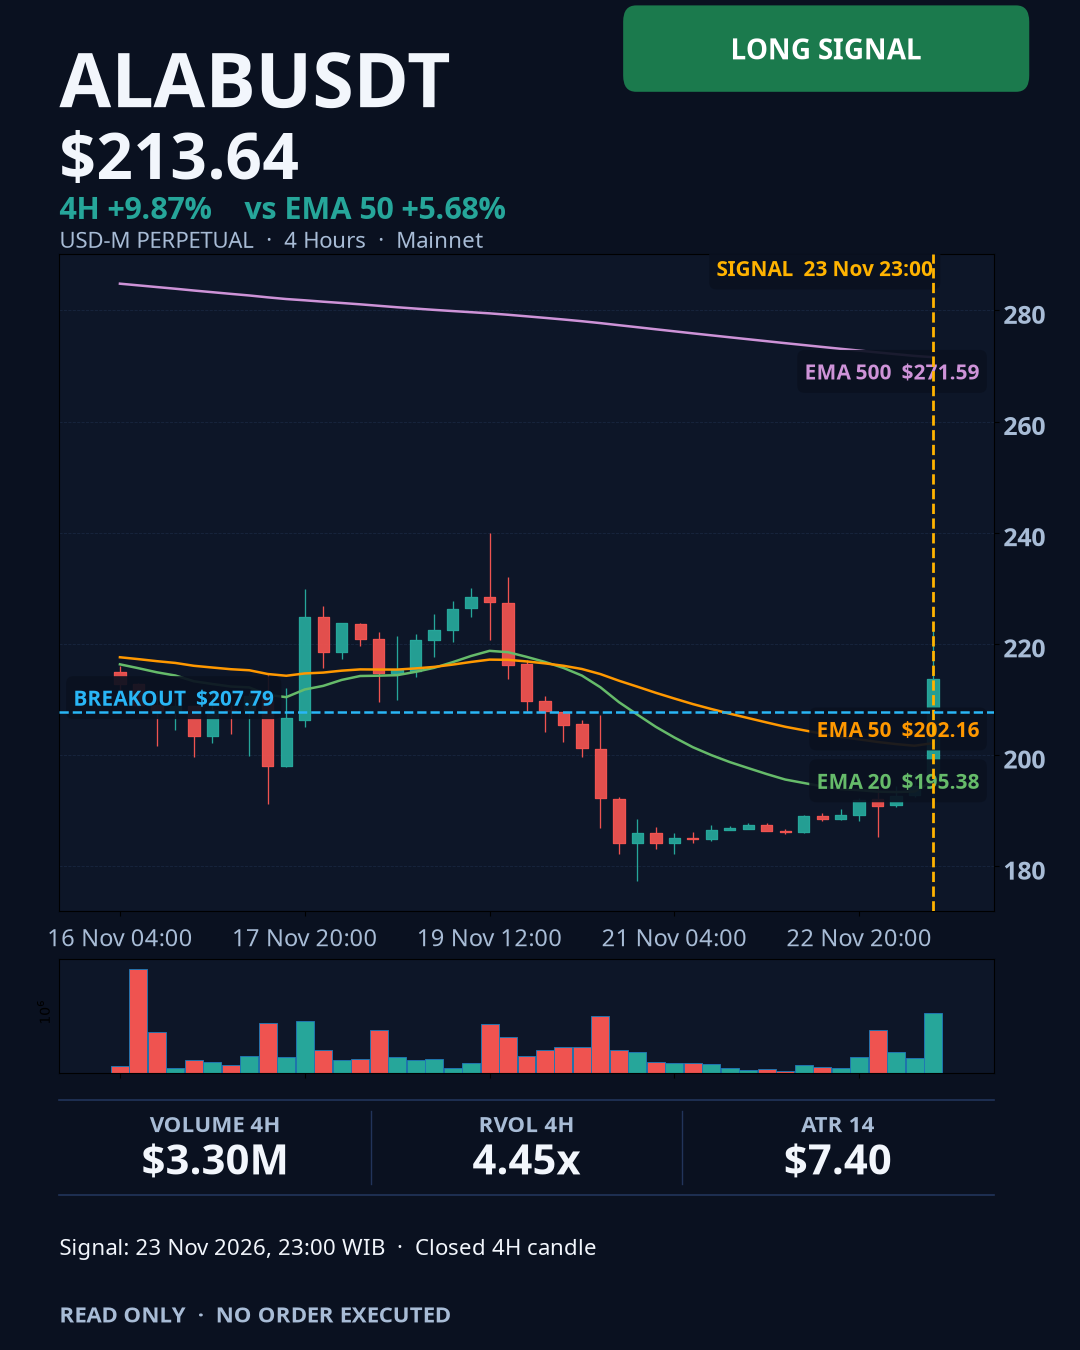 LONG SIGNAL
ALABUSDT
$213.64
4H +9.87% vs EMA 50 +5.68%
USD-M PERPETUAL · 4 Hours · Mainnet
SIGNAL 23 Nov 23:00
280
EMA 500 $271.59
260
240
220
BREAKOUT $207.79
EMA 50 $202.16
200
EMA 20 $195.38
180
16 Nov 04:00 17 Nov 20:00 19 Nov 12:00 21 Nov 04:00 22 Nov 20:00
10⁶
VOLUME 4H RVOL 4H ATR 14
$3.30M 4.45x $7.40
Signal: 23 Nov 2026, 23:00 WIB · Closed 4H candle
READ ONLY · NO ORDER EXECUTED